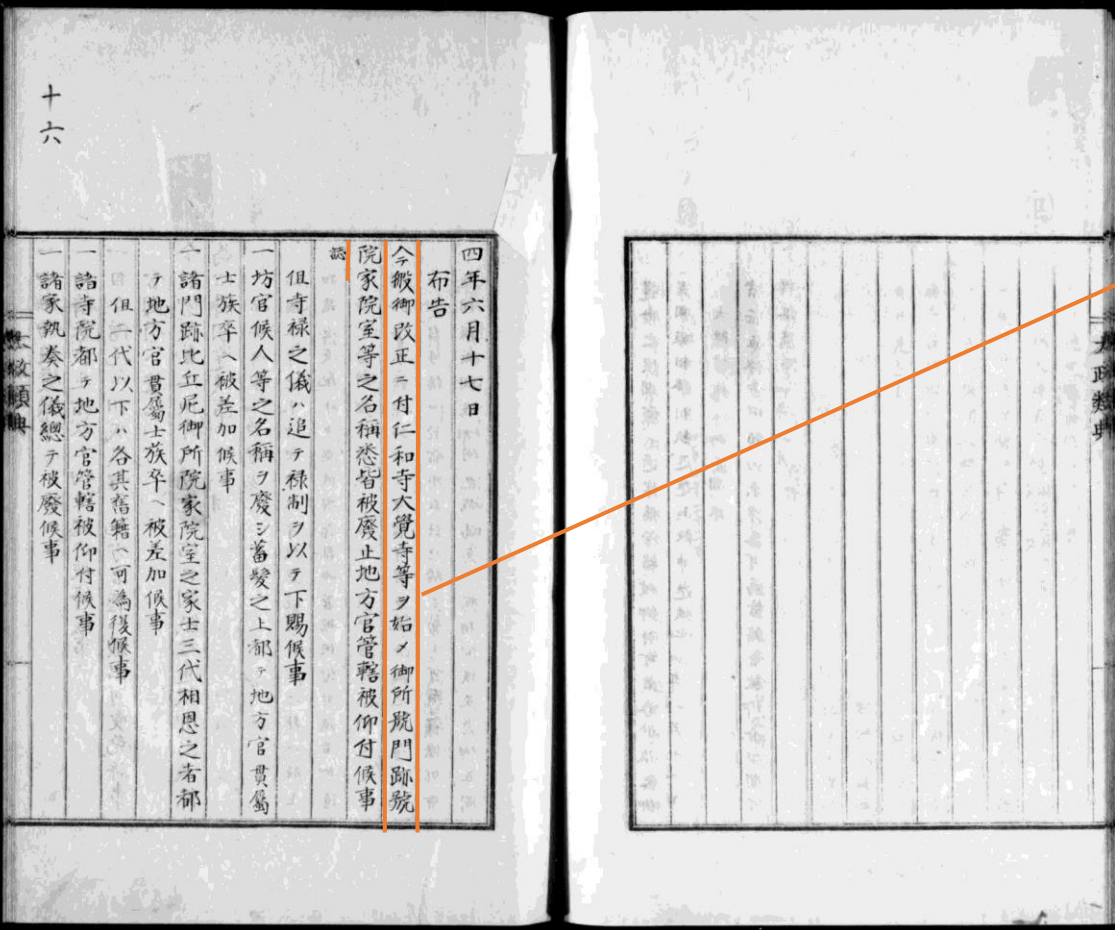 十六
四年六月十七日
布告
今般御改正ニ付仁和寺大覺寺等ヲ始メ御所號門跡號
院家院室等之名稱悉皆被廢止地方官管轄被仰付候事
但寺祿之儀ハ追テ祿制ヲ以テ下賜候事
一坊官候人等之名稱ヲ廢シ蓄髮之上都テ地方官貫屬
士族卒ヘ被差加候事
一諸門跡比丘尼御所院家院室之家士三代相恩之者都
テ地方官貫屬士族卒ヘ被差加候事
但二代以下ハ各其舊籍ヘ可為復候事
一諸寺院都テ地方官管轄被仰付候事
一諸家執奏之儀總テ被廢候事
太政類典